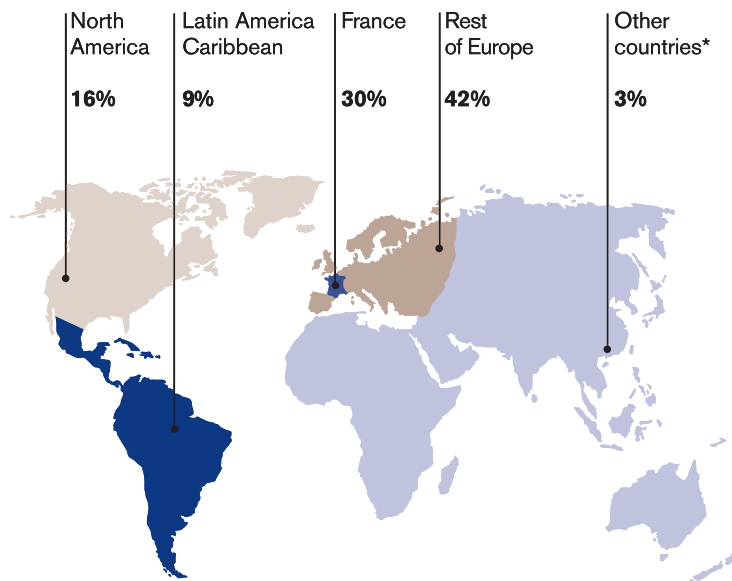 North
America
16%
Latin America
Caribbean
9%
France
30%
Rest
of Europe
42%
Other
countries*
3%